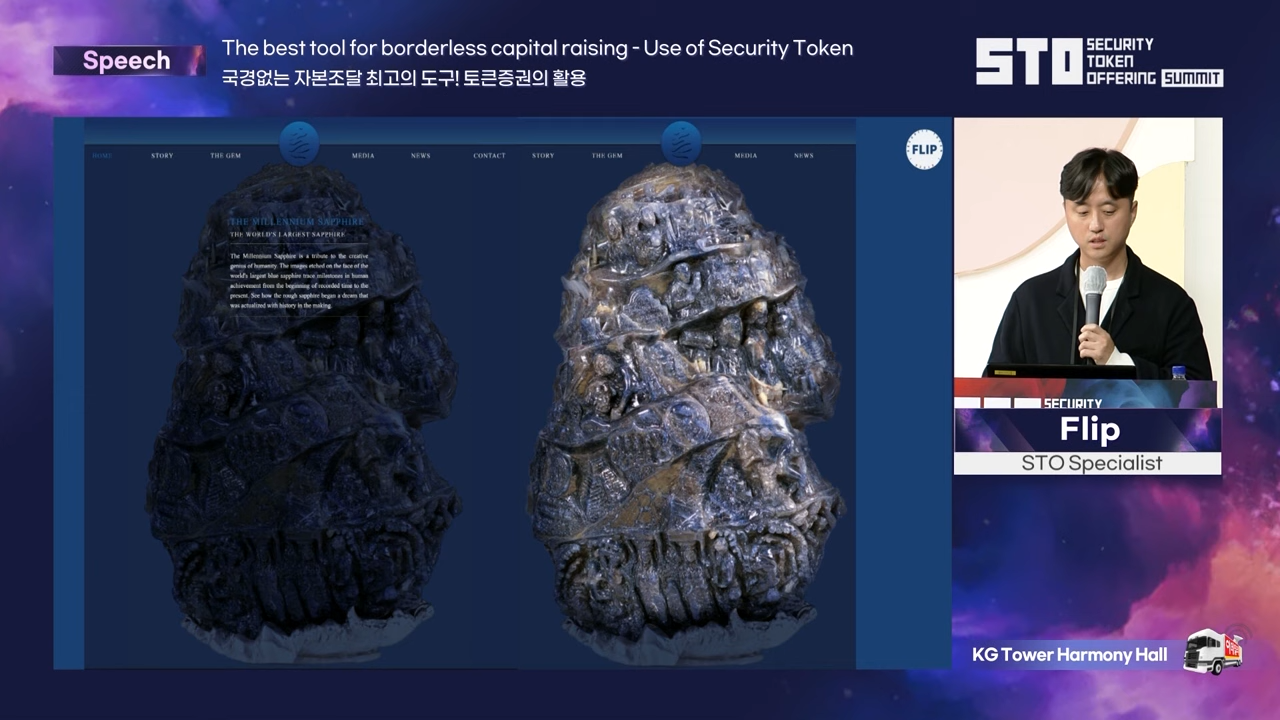 Speech
The best tool for borderless capital raising - Use of Security Token
국경없는 자본조달 최고의 도구! 토큰증권의 활용
STO SECURITY
TOKEN
OFFERING SUMMIT
HOME STORY THE GEM MEDIA NEWS CONTACT STORY THE GEM MEDIA NEWS
FLIP
THE MILLENNIUM SAPPHIRE
THE WORLD'S LARGEST SAPPHIRE
The Millennium Sapphire is a tribute to the creative
genius of humanity. The images etched on the face of the
world's largest blue sapphire trace milestones in human
achievement from the beginning of recorded time to the
present. See how the rough sapphire began a dream that
was actualized with history in the making.
SECURITY
Flip
STO Specialist
KG Tower Harmony Hall